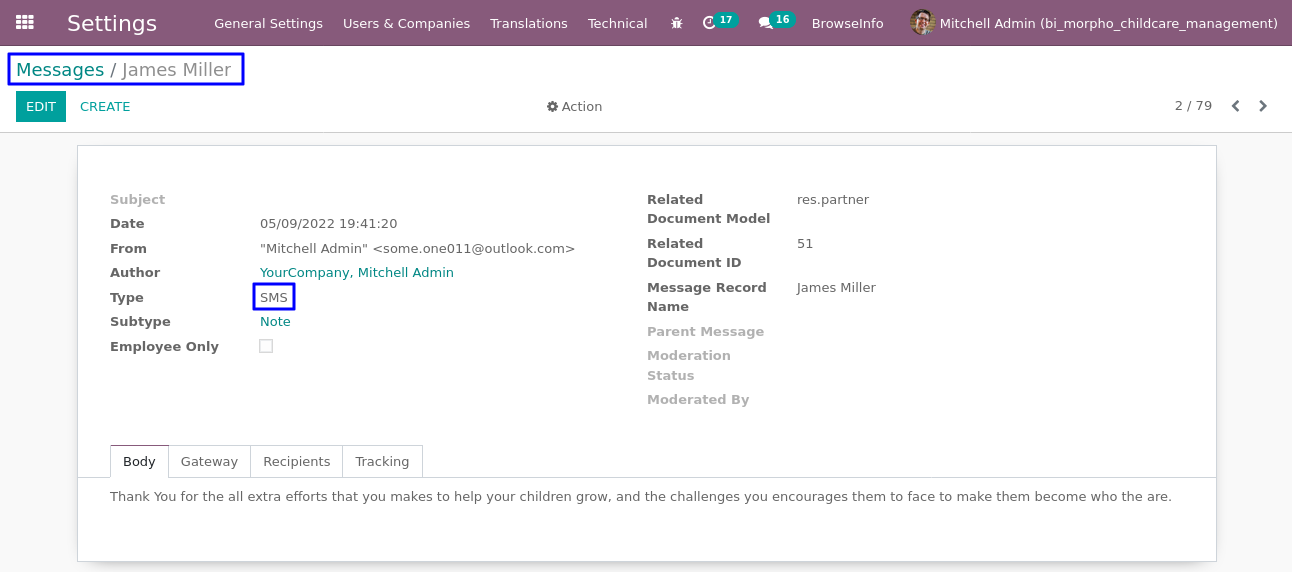 Settings General Settings Users & Companies Translations Technical 17 16 BrowseInfo Mitchell Admin (bi_morpho_childcare_management)
Messages / James Miller
EDIT CREATE Action 2 / 79
Subject
Date 05/09/2022 19:41:20
From "Mitchell Admin" <some.one011@outlook.com>
Author YourCompany, Mitchell Admin
Type SMS
Subtype Note
Employee Only
Related Document Model res.partner
Related Document ID 51
Message Record Name James Miller
Parent Message
Moderation Status
Moderated By
Body Gateway Recipients Tracking
Thank You for the all extra efforts that you makes to help your children grow, and the challenges you encourages them to face to make them become who the are.